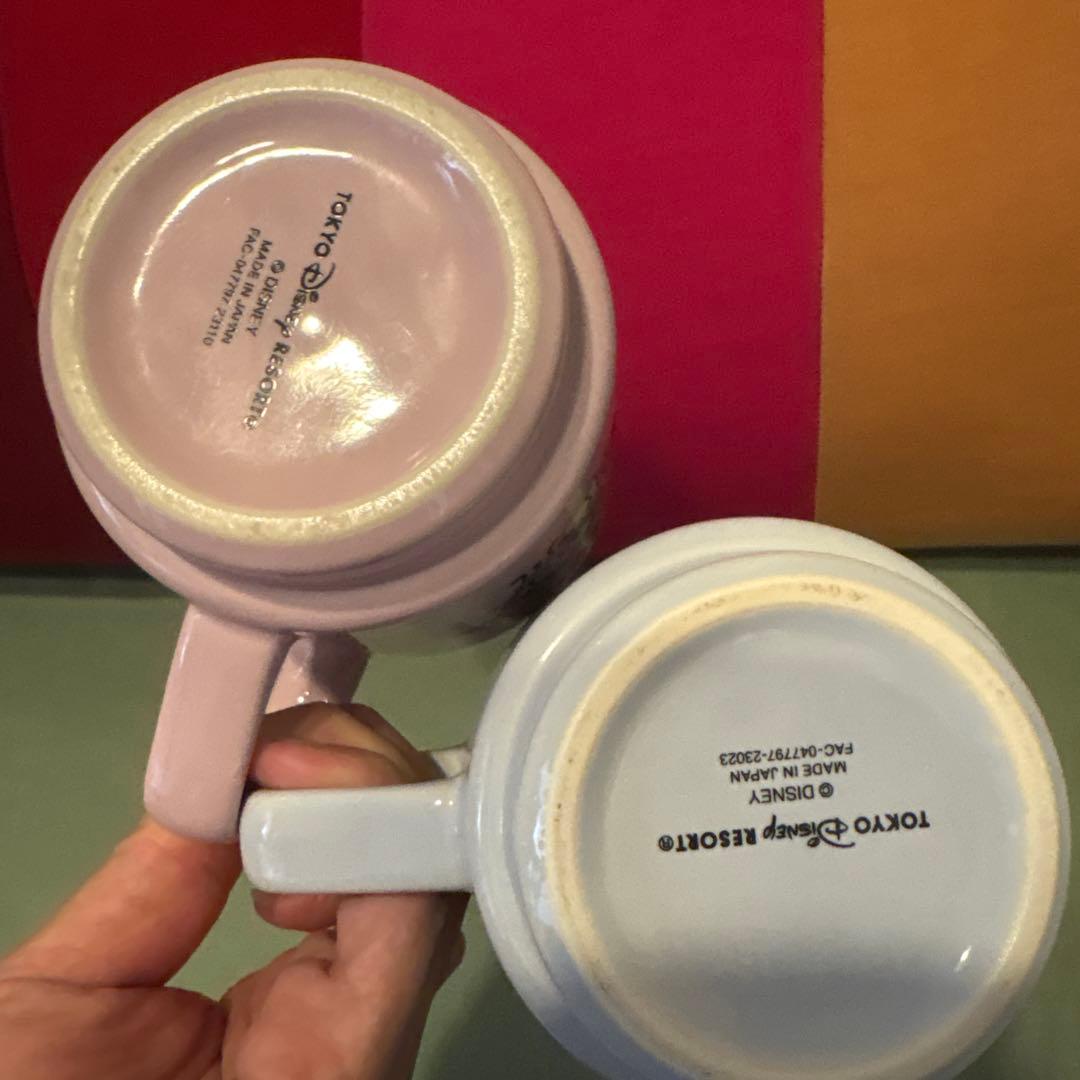 TOKYO Disney RESORT®
© DISNEY
MADE IN JAPAN
FAC-047797-23110
TOKYO Disney RESORT®
© DISNEY
MADE IN JAPAN
FAC-047797-23023